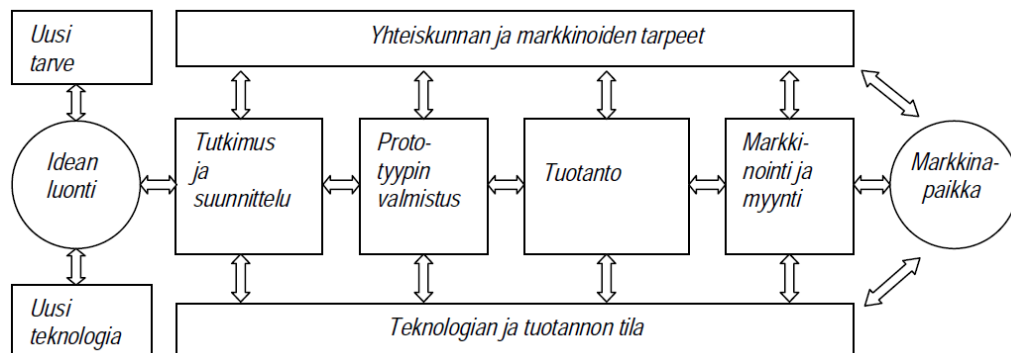 Uusi
tarve
Yhteiskunnan ja markkinoiden tarpeet
Idean
luonti
Tutkimus
ja
suunnittelu
Proto-
tyypin
valmistus
Tuotanto
Markki-
nointi ja
myynti
Markkina-
paikka
Uusi
teknologia
Teknologian ja tuotannon tila